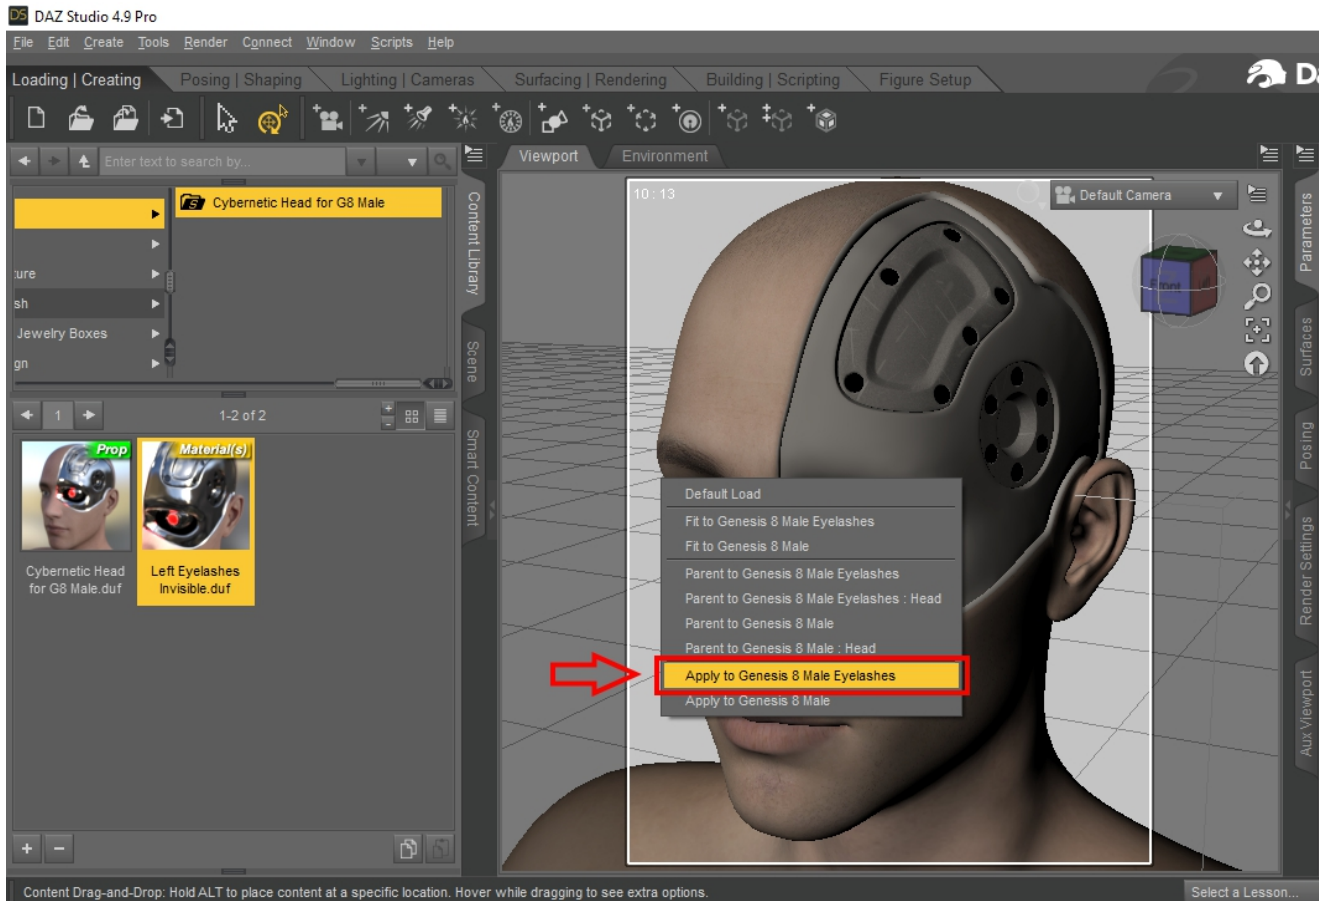 DS DAZ Studio 4.9 Pro
File Edit Create Tools Render Connect Window Scripts Help
Loading | Creating Posing | Shaping Lighting | Cameras Surfacing | Rendering Building | Scripting Figure Setup Da
Enter text to search by...
Viewport Environment
Cybernetic Head for G8 Male
ture
sh
Jewelry Boxes
gn
1 1-2 of 2
Prop
Material(s)
Cybernetic Head
for G8 Male.duf
Left Eyelashes
Invisible.duf
Content Library
Scene
Smart Content
10 : 13
Default Camera
Front
Default Load
Fit to Genesis 8 Male Eyelashes
Fit to Genesis 8 Male
Parent to Genesis 8 Male Eyelashes
Parent to Genesis 8 Male Eyelashes : Head
Parent to Genesis 8 Male
Parent to Genesis 8 Male : Head
Apply to Genesis 8 Male Eyelashes
Apply to Genesis 8 Male
Parameters
Surfaces
Posing
Render Settings
Aux Viewport
Content Drag-and-Drop: Hold ALT to place content at a specific location. Hover while dragging to see extra options.
Select a Lesson...